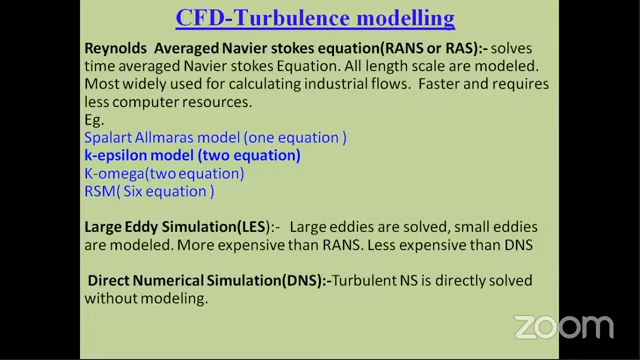 CFD-Turbulence modelling
Reynolds Averaged Navier stokes equation(RANS or RAS):- solves
time averaged Navier Stokes Equation. All length scale are modeled.
Most widely used for calculating industrial flows. Faster and requires
less computer resources.
Eg.
Spalart Allmaras model (one equation )
k-epsilon model (two equation)
K-omega(two equation)
RSM( Six equation )
Large Eddy Simulation(LES):- Large eddies are solved, small eddies
are modeled. More expensive than RANS. Less expensive than DNS
Direct Numerical Simulation(DNS):-Turbulent NS is directly solved
without modeling.
zoom